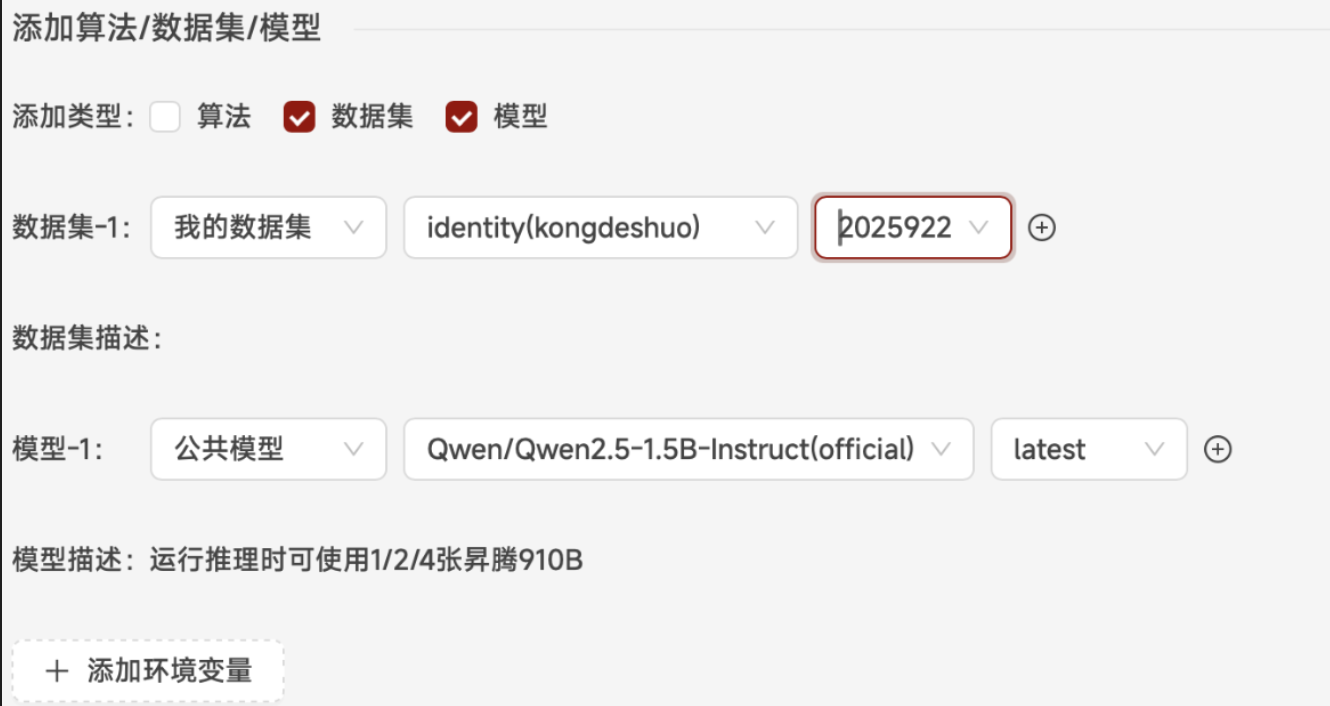 添加算法/数据集/模型
添加类型： 算法 数据集 模型
数据集-1： 我的数据集 identity(kongdeshuo) 2025922
数据集描述：
模型-1： 公共模型 Qwen/Qwen2.5-1.5B-Instruct(official) latest
模型描述：运行推理时可使用1/2/4张昇腾910B
+ 添加环境变量